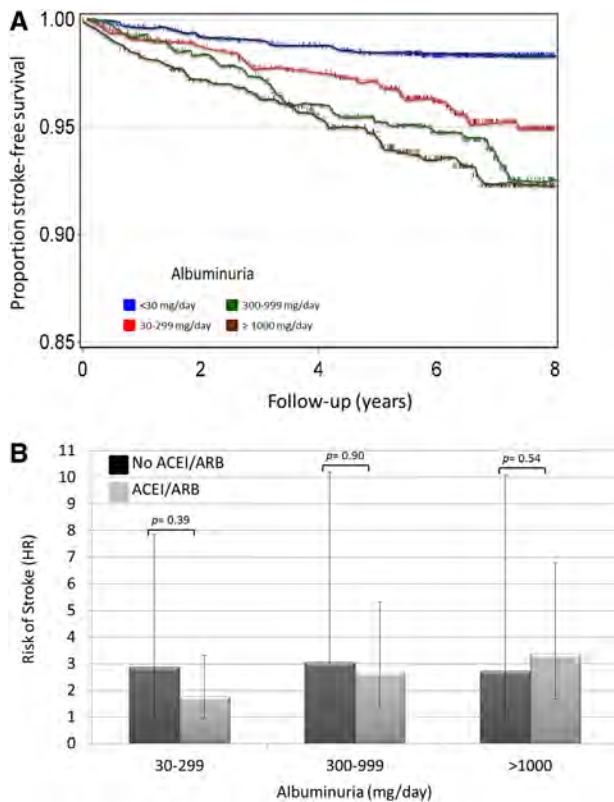 A
Proportion stroke-free survival
1.00
0.95
0.90
0.85
Albuminuria
<30 mg/day
300-999 mg/day
30-299 mg/day
≥ 1000 mg/day
0 2 4 6 8
Follow-up (years)
B
Risk of Stroke (HR)
11
10
9
8
7
6
5
4
3
2
1
0
No ACEI/ARB
ACEI/ARB
p= 0.39
p= 0.90
p= 0.54
30-299 300-999 >1000
Albuminuria (mg/day)